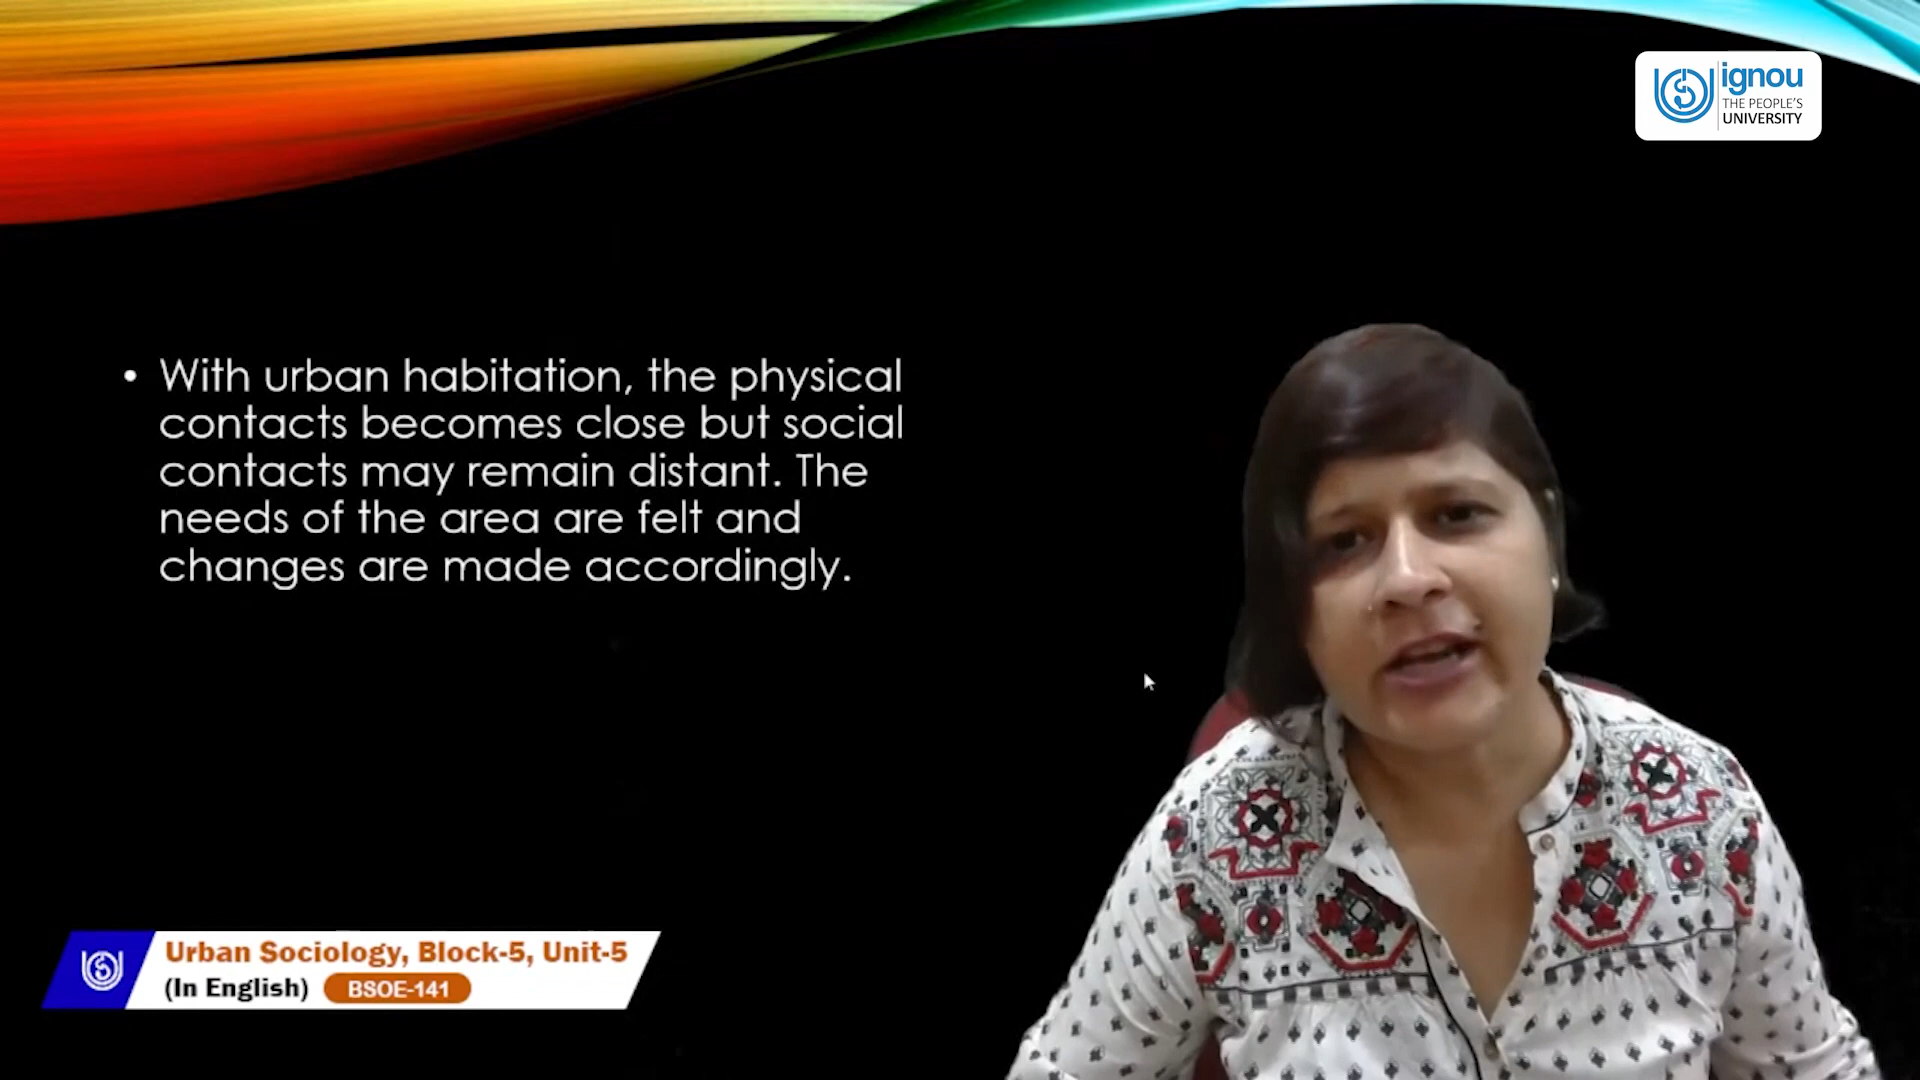 ignou
THE PEOPLE'S
UNIVERSITY
• With urban habitation, the physical
contacts becomes close but social
contacts may remain distant. The
needs of the area are felt and
changes are made accordingly.
Urban Sociology, Block-5, Unit-5
(In English) BSOE-141